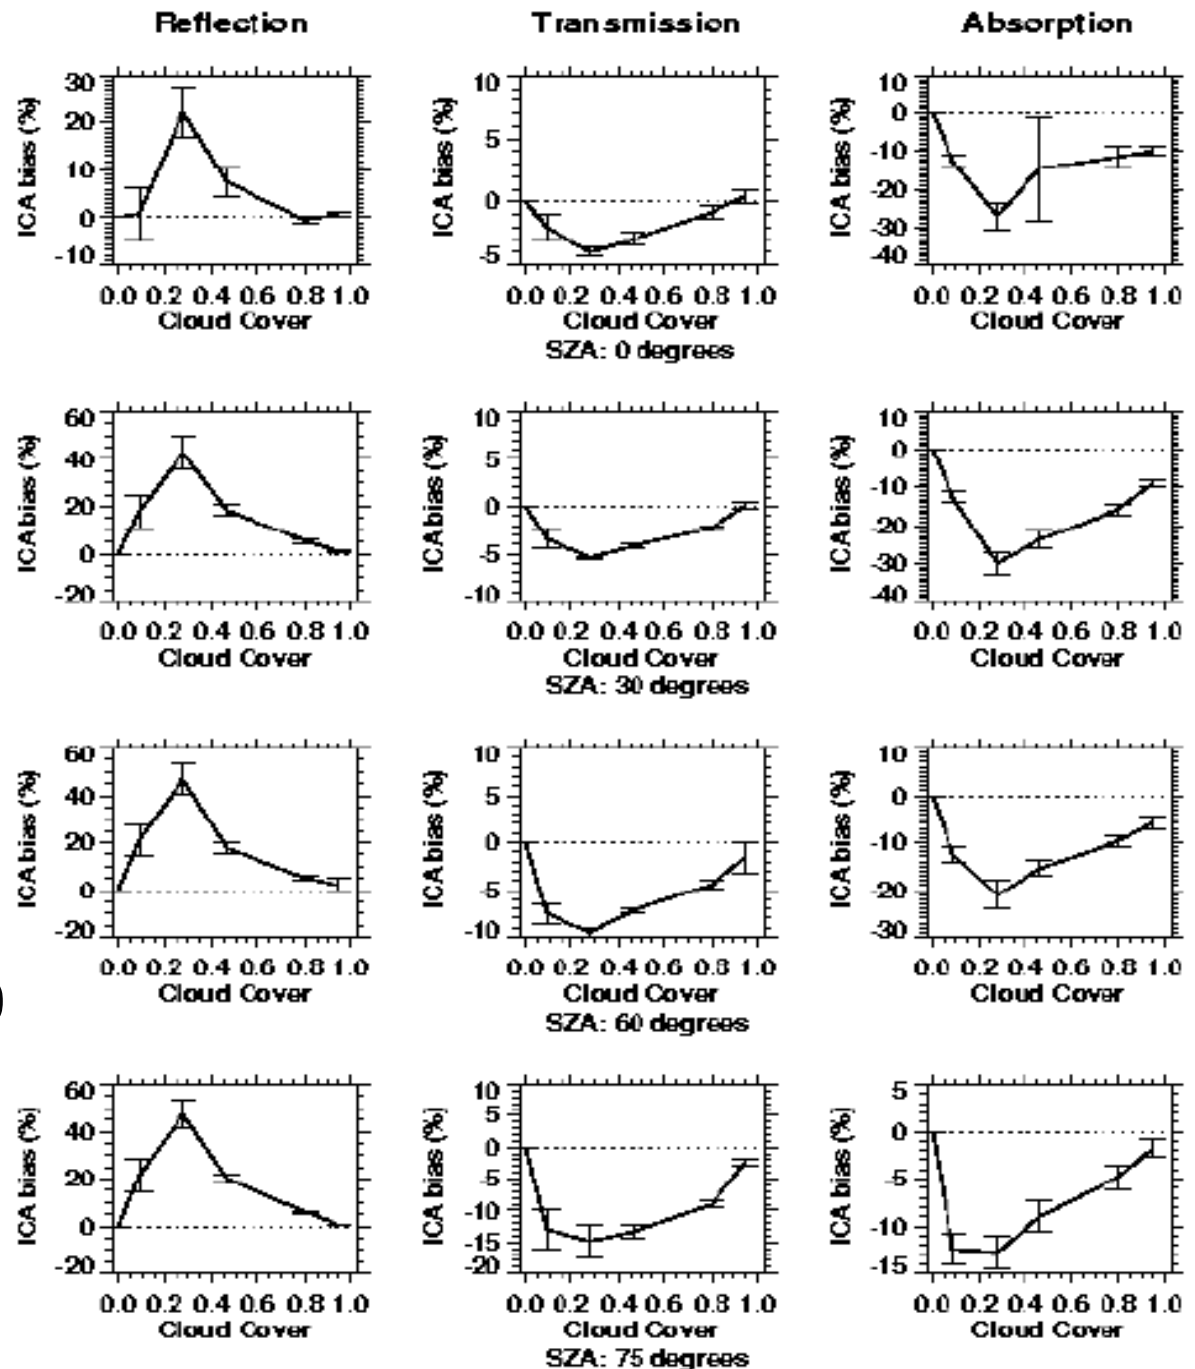 Reflection Transmission Absorption
ICA bias (%) 30 20 10 0 -10
0.0 0.2 0.4 0.6 0.8 1.0
Cloud Cover
ICA bias (%) 10 5 0 -5
0.0 0.2 0.4 0.6 0.8 1.0
Cloud Cover
ICA bias (%) 10 0 -10 -20 -30 -40
0.0 0.2 0.4 0.6 0.8 1.0
Cloud Cover
SZA: 0 degrees
ICA bias (%) 60 40 20 0 -20
0.0 0.2 0.4 0.6 0.8 1.0
Cloud Cover
ICA bias (%) 10 5 0 -5 -10
0.0 0.2 0.4 0.6 0.8 1.0
Cloud Cover
ICA bias (%) 10 0 -10 -20 -30 -40
0.0 0.2 0.4 0.6 0.8 1.0
Cloud Cover
SZA: 30 degrees
ICA bias (%) 60 40 20 0 -20
0.0 0.2 0.4 0.6 0.8 1.0
Cloud Cover
ICA bias (%) 10 5 0 -5 -10
0.0 0.2 0.4 0.6 0.8 1.0
Cloud Cover
ICA bias (%) 10 0 -10 -20 -30
0.0 0.2 0.4 0.6 0.8 1.0
Cloud Cover
SZA: 60 degrees
)
ICA bias (%) 60 40 20 0 -20
0.0 0.2 0.4 0.6 0.8 1.0
Cloud Cover
ICA bias (%) 10 5 0 -5 -10 -15 -20
0.0 0.2 0.4 0.6 0.8 1.0
Cloud Cover
ICA bias (%) 5 0 -5 -10 -15
0.0 0.2 0.4 0.6 0.8 1.0
Cloud Cover
SZA: 75 degrees